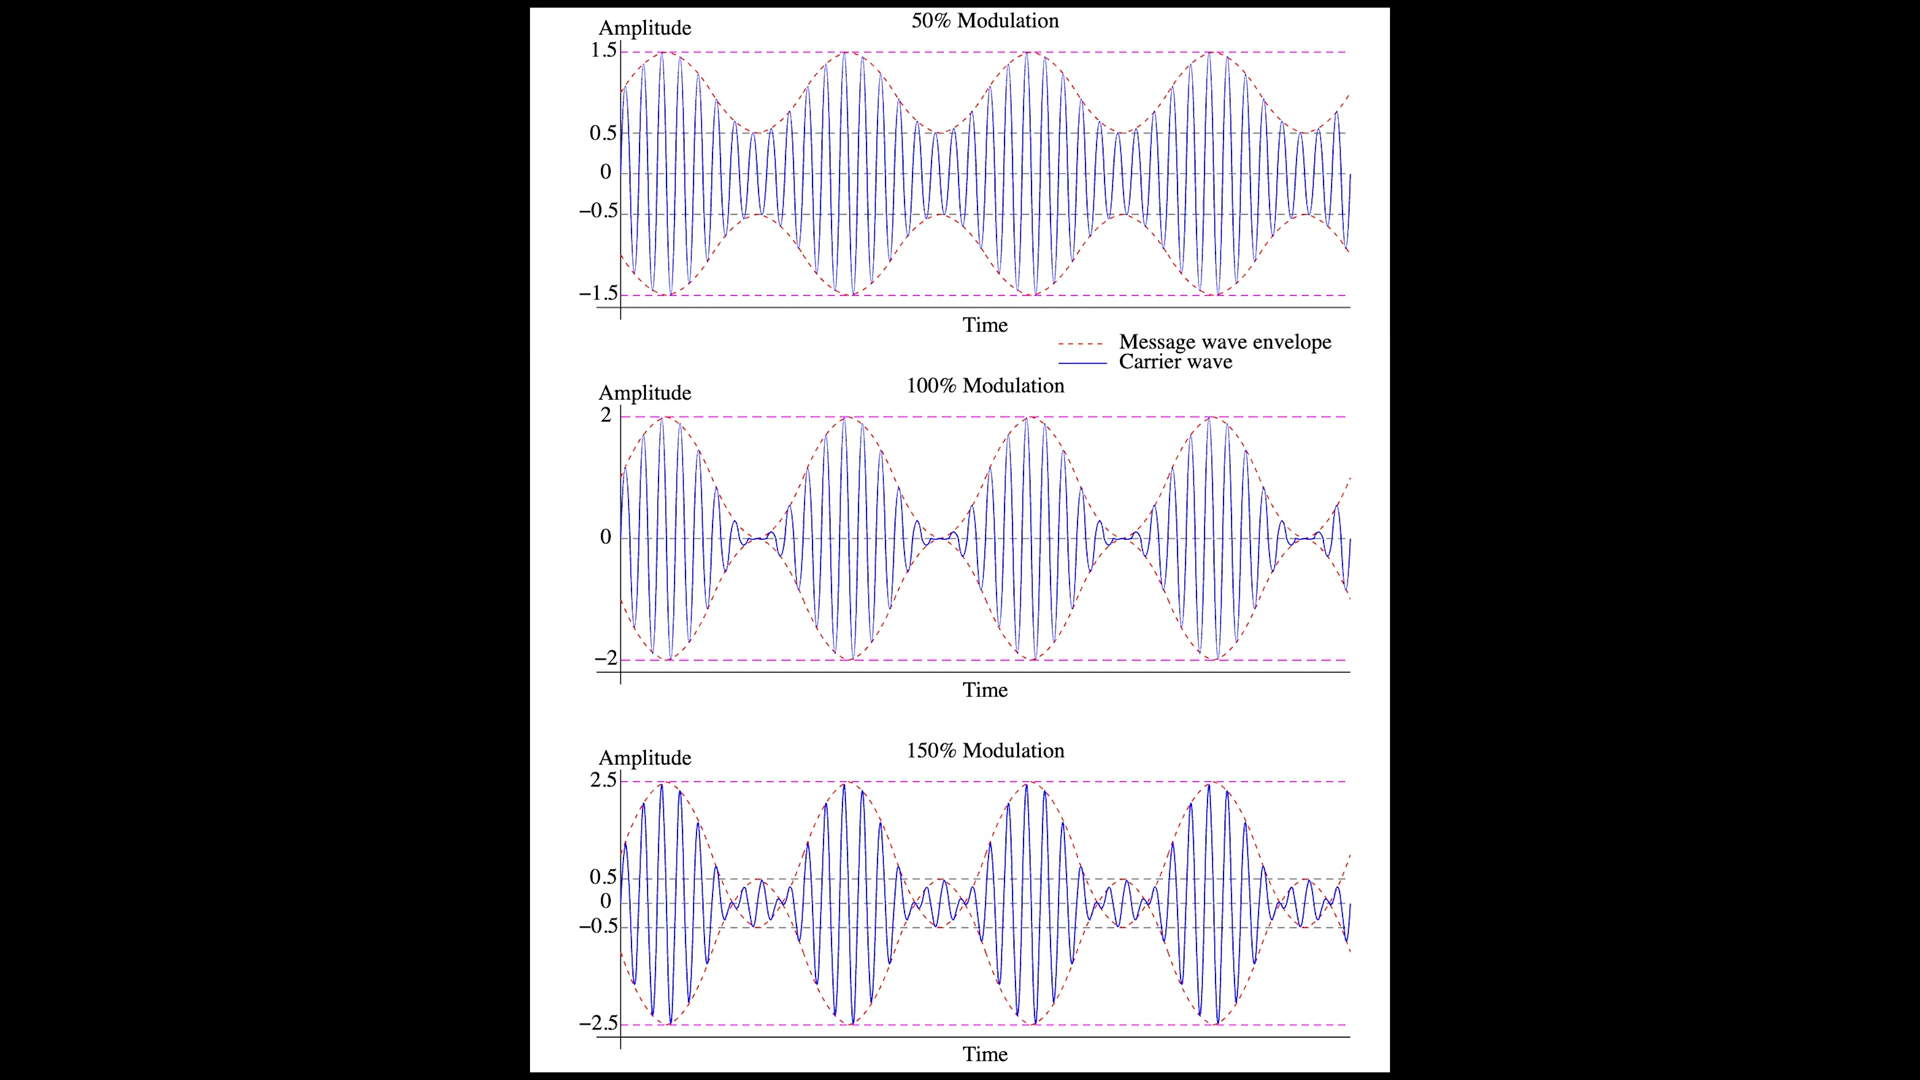 50% Modulation
Amplitude
1.5
0.5
0
−0.5
−1.5
Time
Message wave envelope
Carrier wave
100% Modulation
Amplitude
2
0
−2
Time
150% Modulation
Amplitude
2.5
0.5
0
−0.5
−2.5
Time